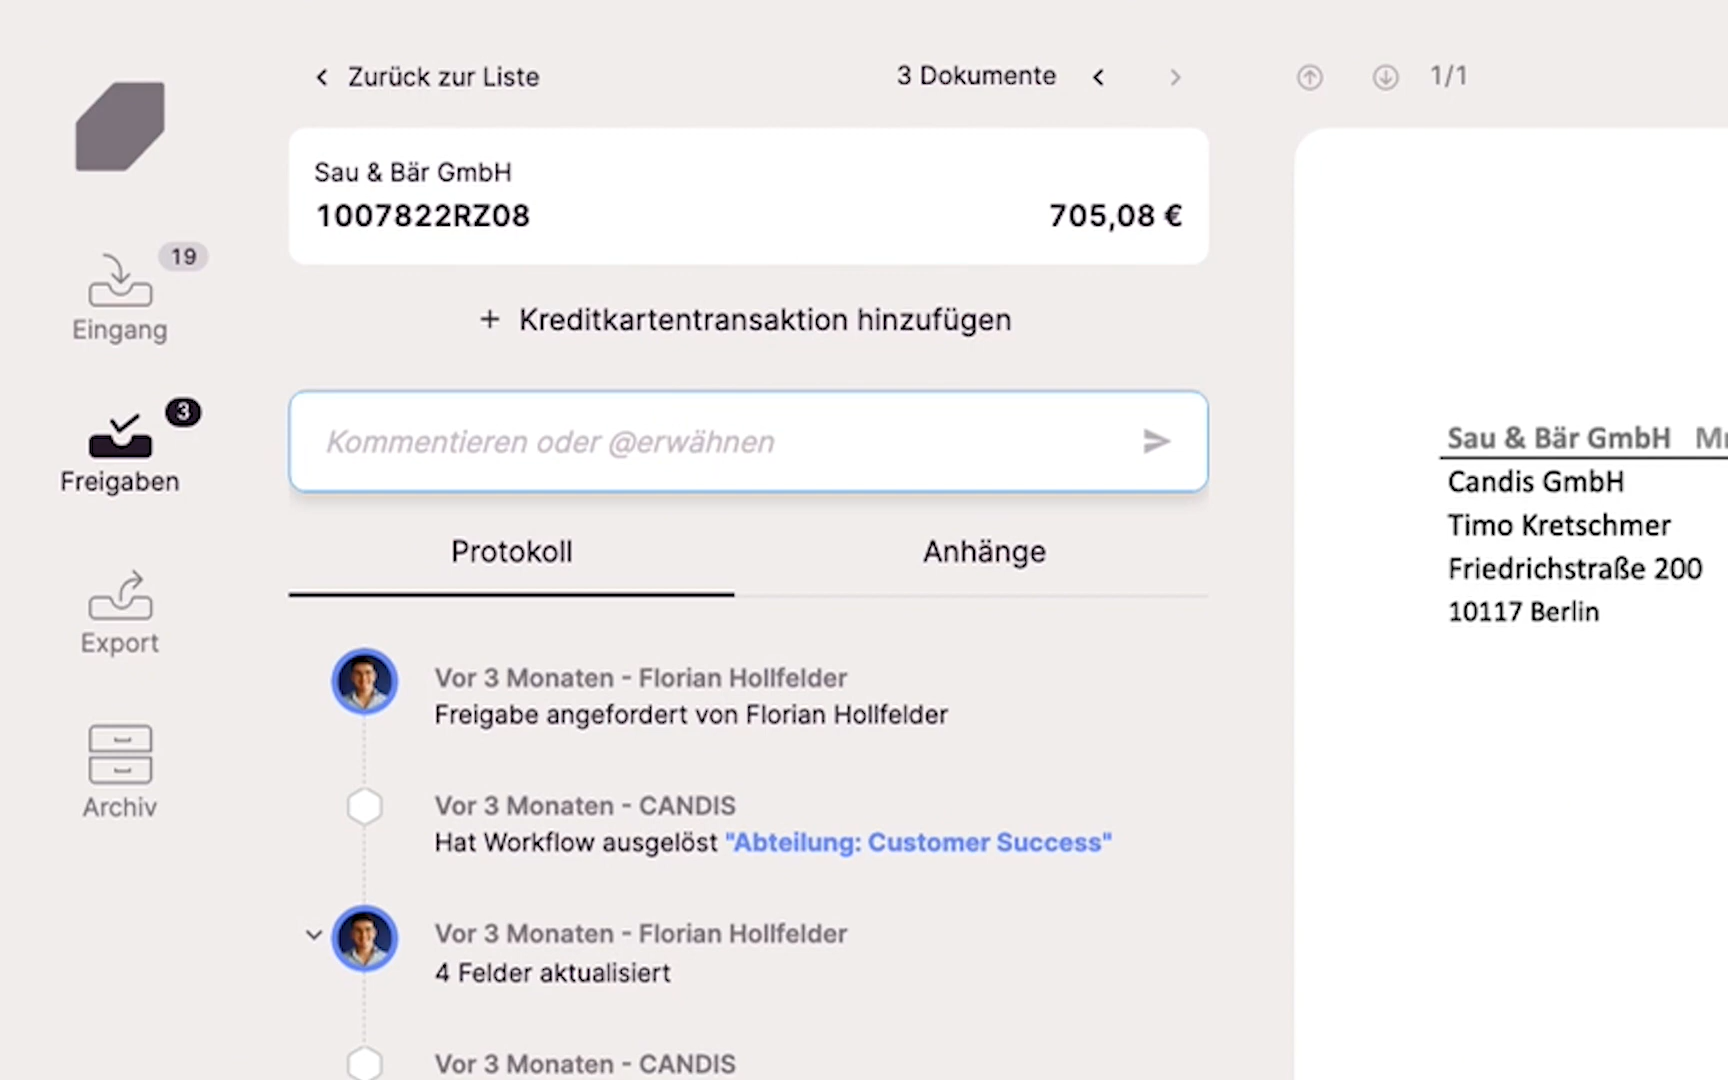 Zurück zur Liste
3 Dokumente
1/1
Sau & Bär GmbH
1007822RZ08
705,08 €
19
Eingang
+ Kreditkartentransaktion hinzufügen
3
Freigaben
Kommentieren oder @erwähnen
Export
Archiv
Protokoll
Anhänge
Vor 3 Monaten - Florian Hollfelder
Freigabe angefordert von Florian Hollfelder
Vor 3 Monaten - CANDIS
Hat Workflow ausgelöst "Abteilung: Customer Success"
Vor 3 Monaten - Florian Hollfelder
4 Felder aktualisiert
Vor 3 Monaten - CANDIS
Sau & Bär GmbH
Candis GmbH
Timo Kretschmer
Friedrichstraße 200
10117 Berlin